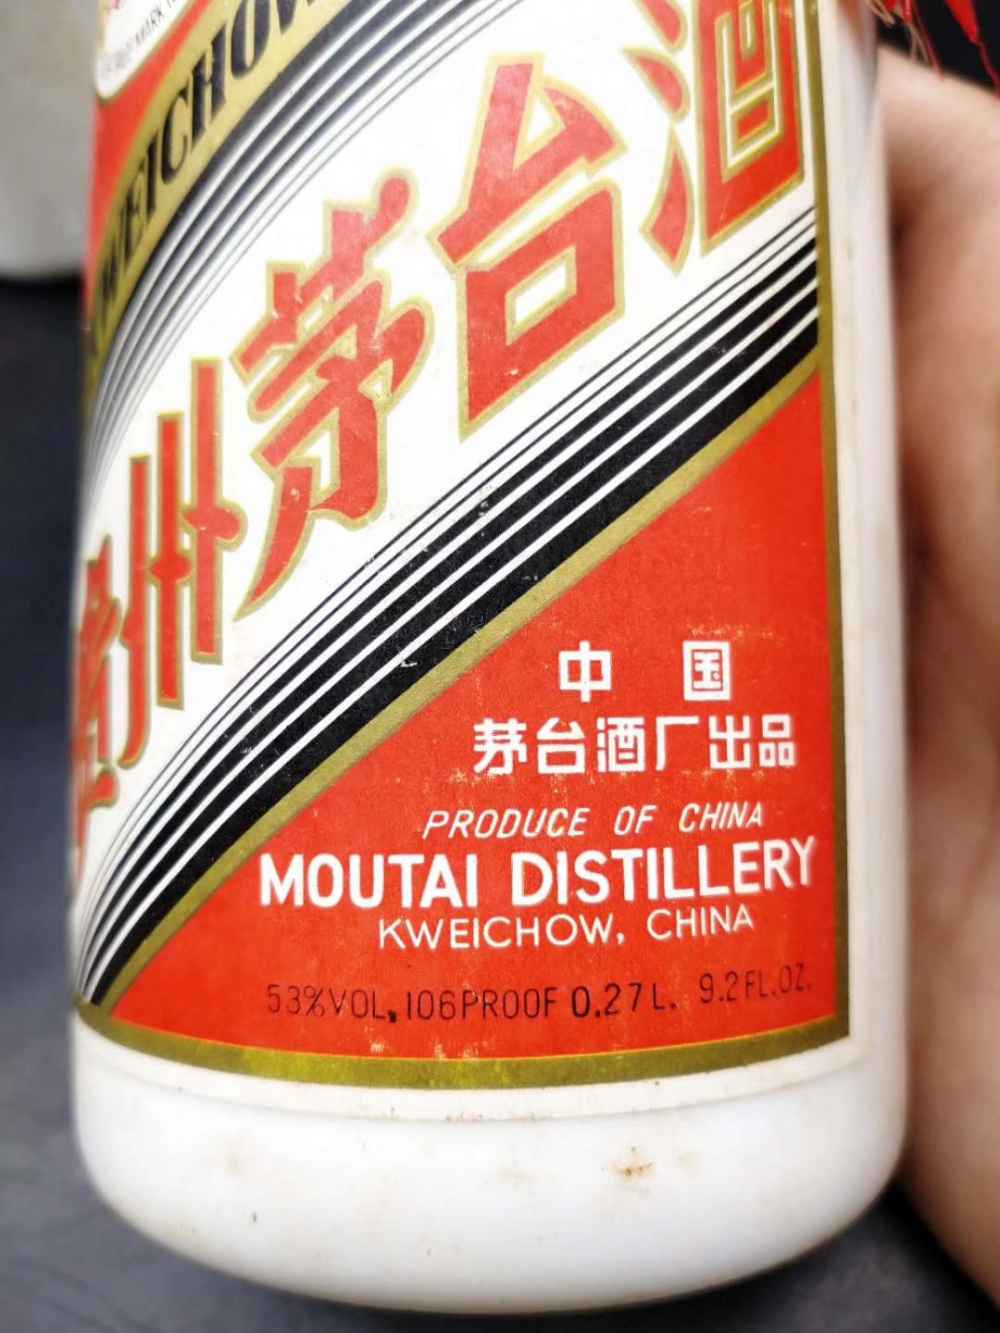 KWEICHOW
贵州茅台酒
中国
茅台酒厂出品
PRODUCE OF CHINA
MOUTAI DISTILLERY
KWEICHOW, CHINA
53%VOL,106PROOF 0.27L. 9.2FL.OZ.